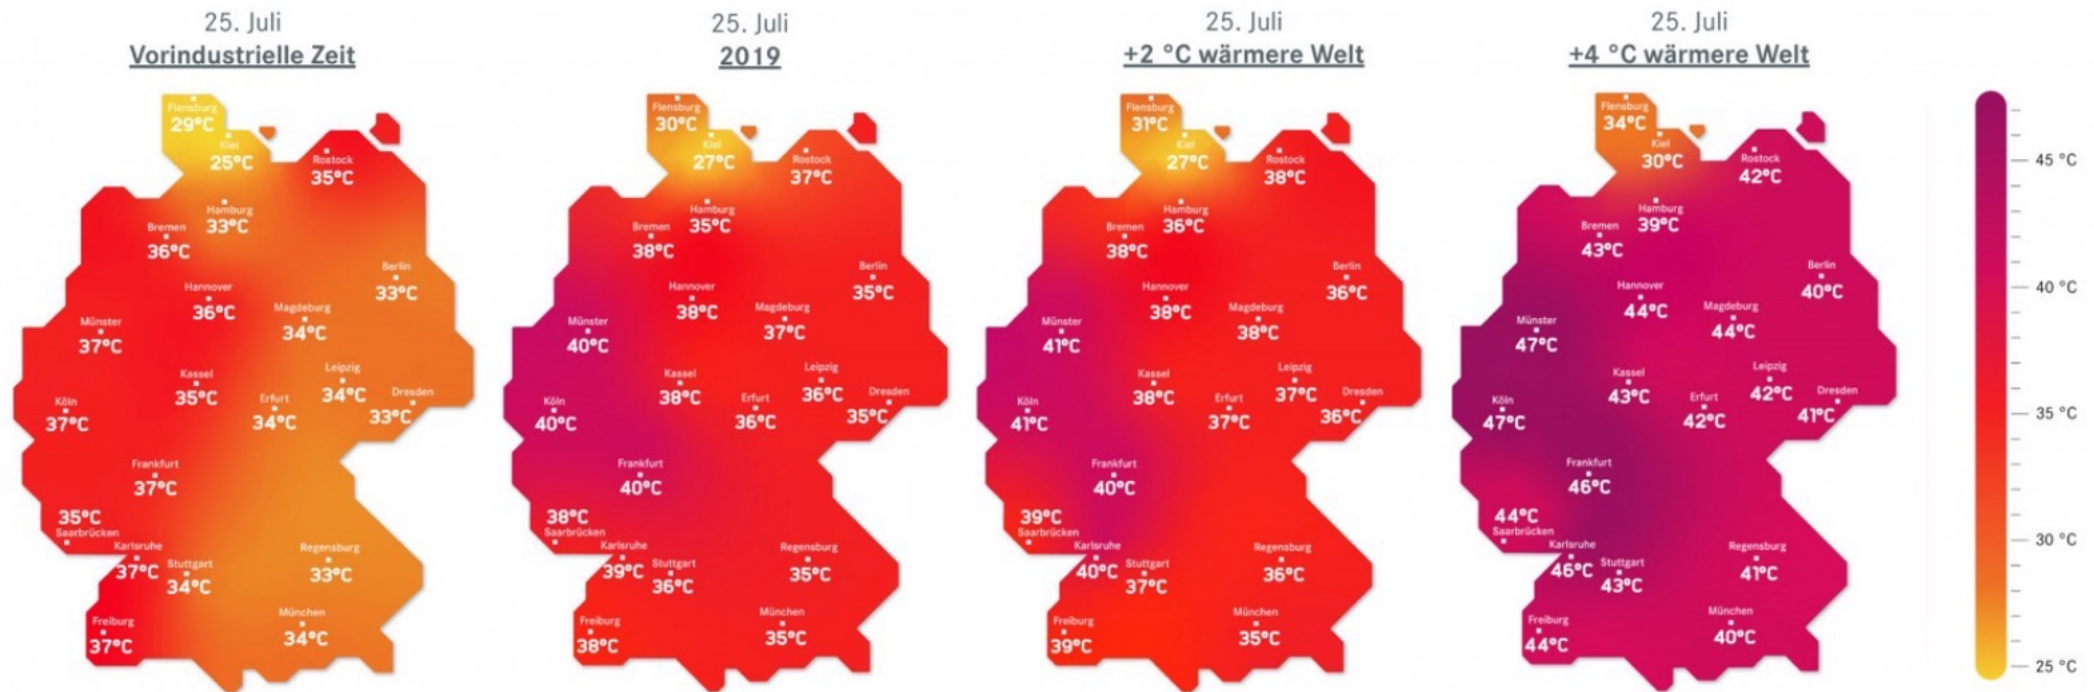 25. Juli
Vorindustrielle Zeit
Flensburg
29°C
Kiel
25°C
Rostock
35°C
Hamburg
33°C
Bremen
36°C
Berlin
33°C
Hannover
36°C
Magdeburg
34°C
Münster
37°C
Kassel
35°C
Leipzig
34°C
Erfurt
34°C
Dresden
33°C
Köln
37°C
Frankfurt
37°C
35°C
Saarbrücken
Karlsruhe
37°C
Stuttgart
34°C
Regensburg
33°C
München
34°C
Freiburg
37°C
25. Juli
2019
Flensburg
30°C
Kiel
27°C
Rostock
37°C
Hamburg
35°C
Bremen
38°C
Berlin
35°C
Hannover
38°C
Magdeburg
37°C
Münster
40°C
Kassel
38°C
Leipzig
36°C
Erfurt
36°C
Dresden
35°C
Köln
40°C
Frankfurt
40°C
38°C
Saarbrücken
Karlsruhe
39°C
Stuttgart
36°C
Regensburg
35°C
München
35°C
Freiburg
38°C
25. Juli
+2 °C wärmere Welt
Flensburg
31°C
Kiel
27°C
Rostock
38°C
Hamburg
36°C
Bremen
38°C
Berlin
36°C
Hannover
38°C
Magdeburg
38°C
Münster
41°C
Kassel
38°C
Leipzig
37°C
Erfurt
37°C
Dresden
36°C
Köln
41°C
Frankfurt
40°C
39°C
Saarbrücken
Karlsruhe
40°C
Stuttgart
37°C
Regensburg
36°C
München
35°C
Freiburg
39°C
25. Juli
+4 °C wärmere Welt
Flensburg
34°C
Kiel
30°C
Rostock
42°C
Hamburg
39°C
Bremen
43°C
Berlin
40°C
Hannover
44°C
Magdeburg
44°C
Münster
47°C
Kassel
43°C
Leipzig
42°C
Erfurt
42°C
Dresden
41°C
Köln
47°C
Frankfurt
46°C
44°C
Saarbrücken
Karlsruhe
46°C
Stuttgart
43°C
Regensburg
41°C
München
40°C
Freiburg
44°C
45 °C
40 °C
35 °C
30 °C
25 °C